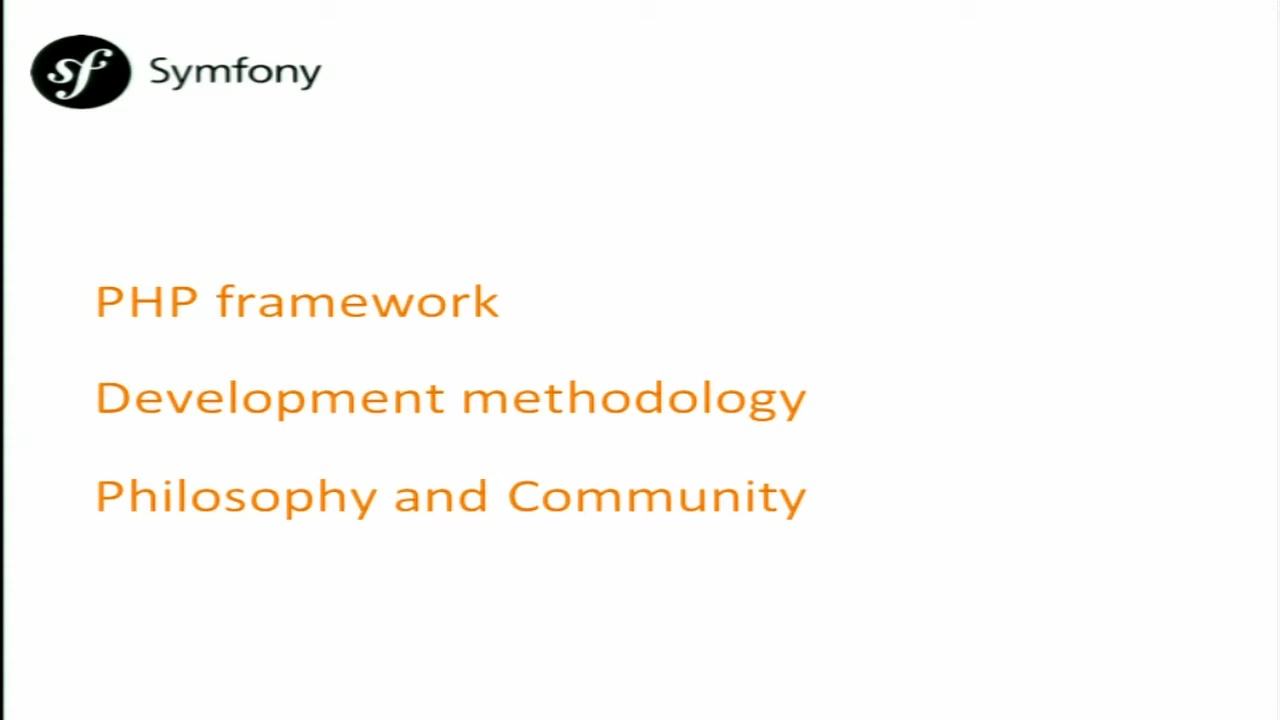 sf Symfony
PHP framework
Development methodology
Philosophy and Community